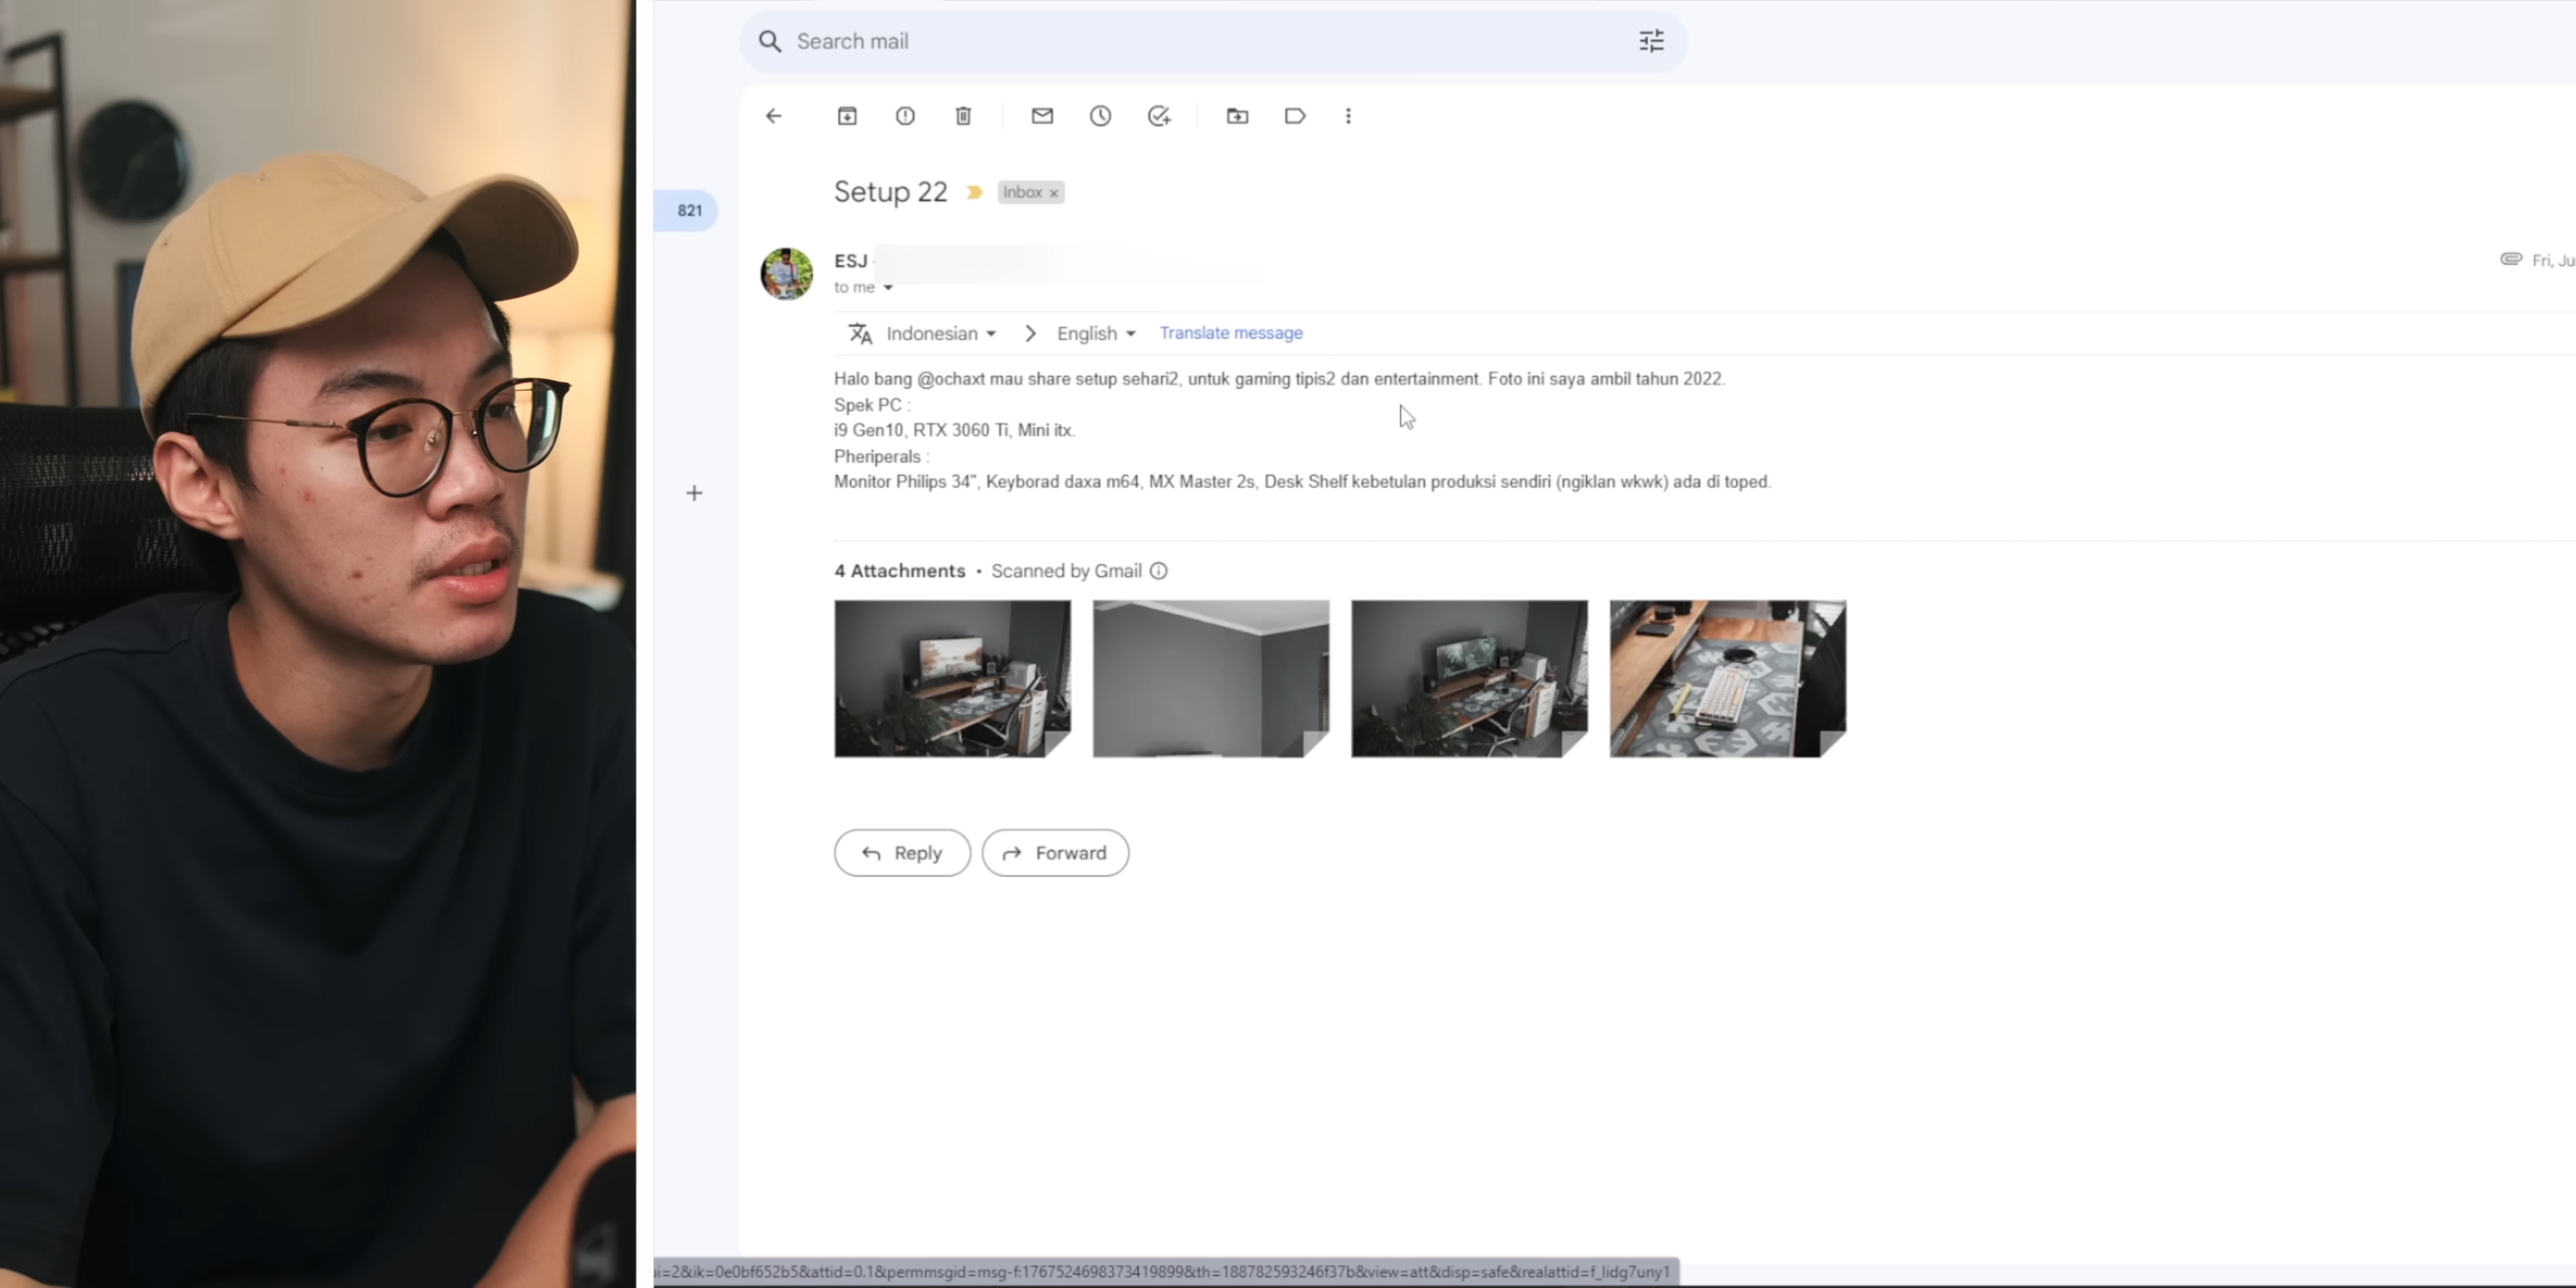 Search mail
Setup 22 Inbox ×
821
ESJ
Fri, Ju
to me
Indonesian > English Translate message
Halo bang @ochaxt mau share setup sehari2, untuk gaming tipis2 dan entertainment. Foto ini saya ambil tahun 2022.
Spek PC :
i9 Gen10, RTX 3060 Ti, Mini itx.
Pheriperals :
Monitor Philips 34", Keyborad daxa m64, MX Master 2s, Desk Shelf kebetulan produksi sendiri (ngiklan wkwk) ada di toped.
4 Attachments • Scanned by Gmail
Reply Forward
ui=2&ik=0e0bf652b5&attid=0.1&permmsgid=msg-f:1767524698373419899&th=188782593246f37b&view=att&disp=safe&realattid=f_lidg7uny1